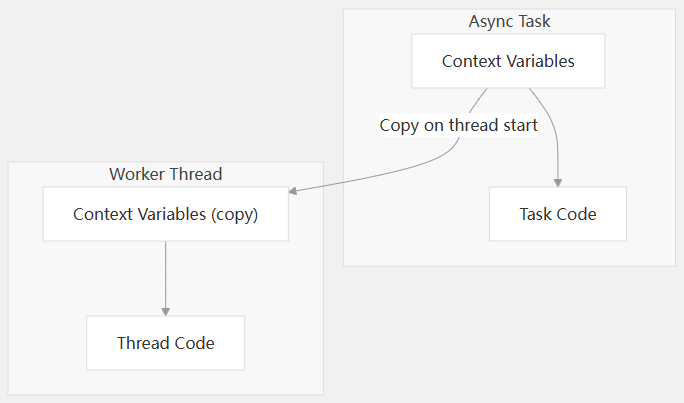 Async Task
Context Variables
Copy on thread start
Worker Thread
Context Variables (copy)
Task Code
Thread Code